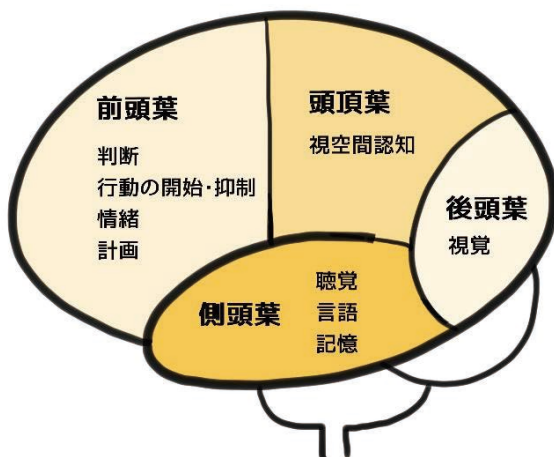 前頭葉
判断
行動の開始・抑制
情緒
計画
頭頂葉
視空間認知
後頭葉
視覚
側頭葉
聴覚
言語
記憶